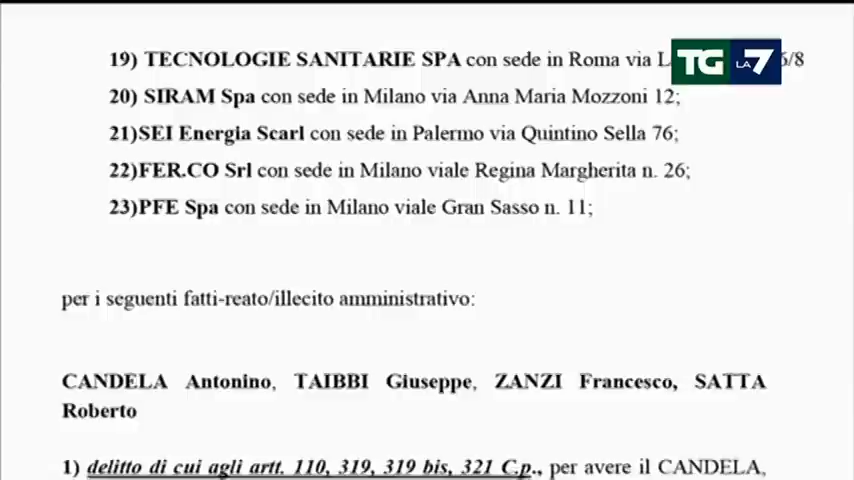 19) TECNOLOGIE SANITARIE SPA con sede in Roma via L 6/8
TG LA7
20) SIRAM Spa con sede in Milano via Anna Maria Mozzoni 12;
21)SEI Energia Scarl con sede in Palermo via Quintino Sella 76;
22)FER.CO Srl con sede in Milano viale Regina Margherita n. 26;
23)PFE Spa con sede in Milano viale Gran Sasso n. 11;
per i seguenti fatti-reato/illecito amministrativo:
CANDELA Antonino, TAIBBI Giuseppe, ZANZI Francesco, SATTA
Roberto
1) delitto di cui agli artt. 110, 319, 319 bis, 321 C.p., per avere il CANDELA,